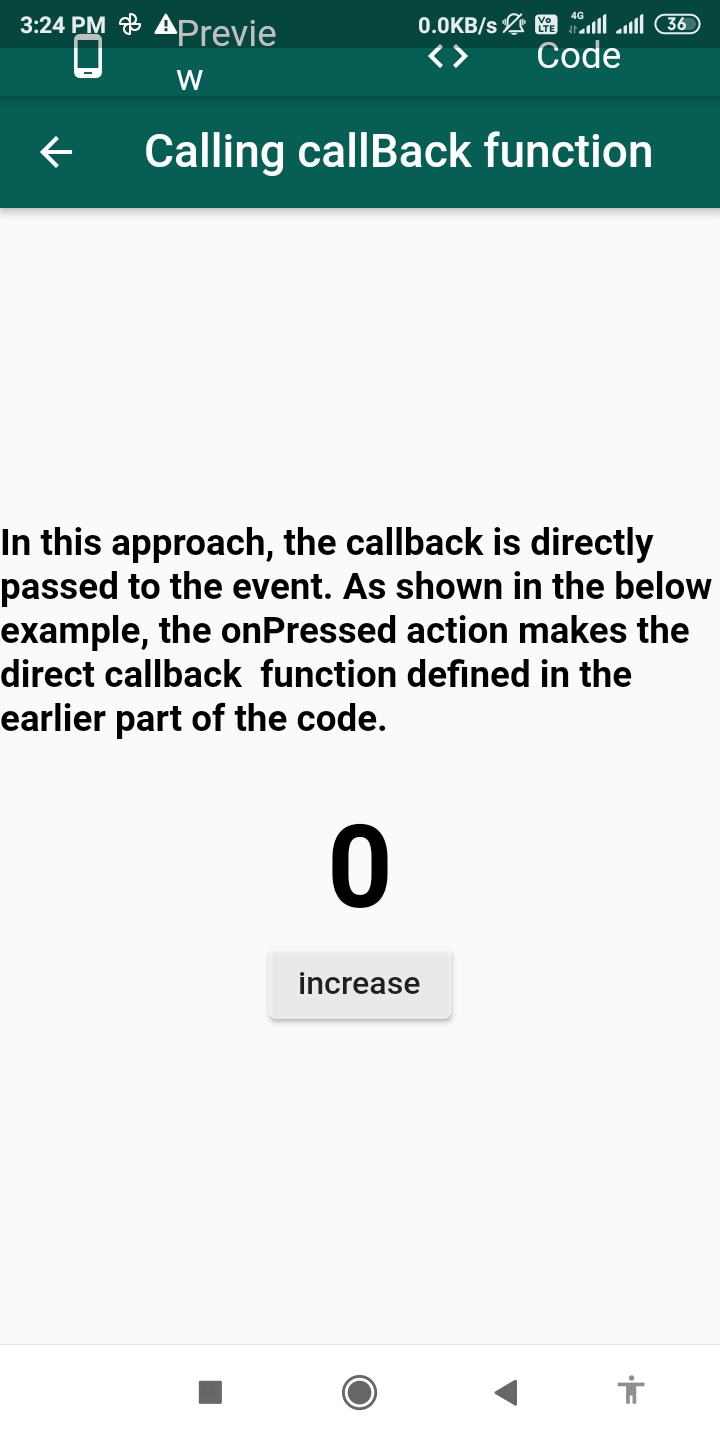 3:24 PM 0.0KB/s Vo LTE 4G 36
Previe
w
Code
Calling callBack function
In this approach, the callback is directly
passed to the event. As shown in the below
example, the onPressed action makes the
direct callback  function defined in the
earlier part of the code.
0
increase